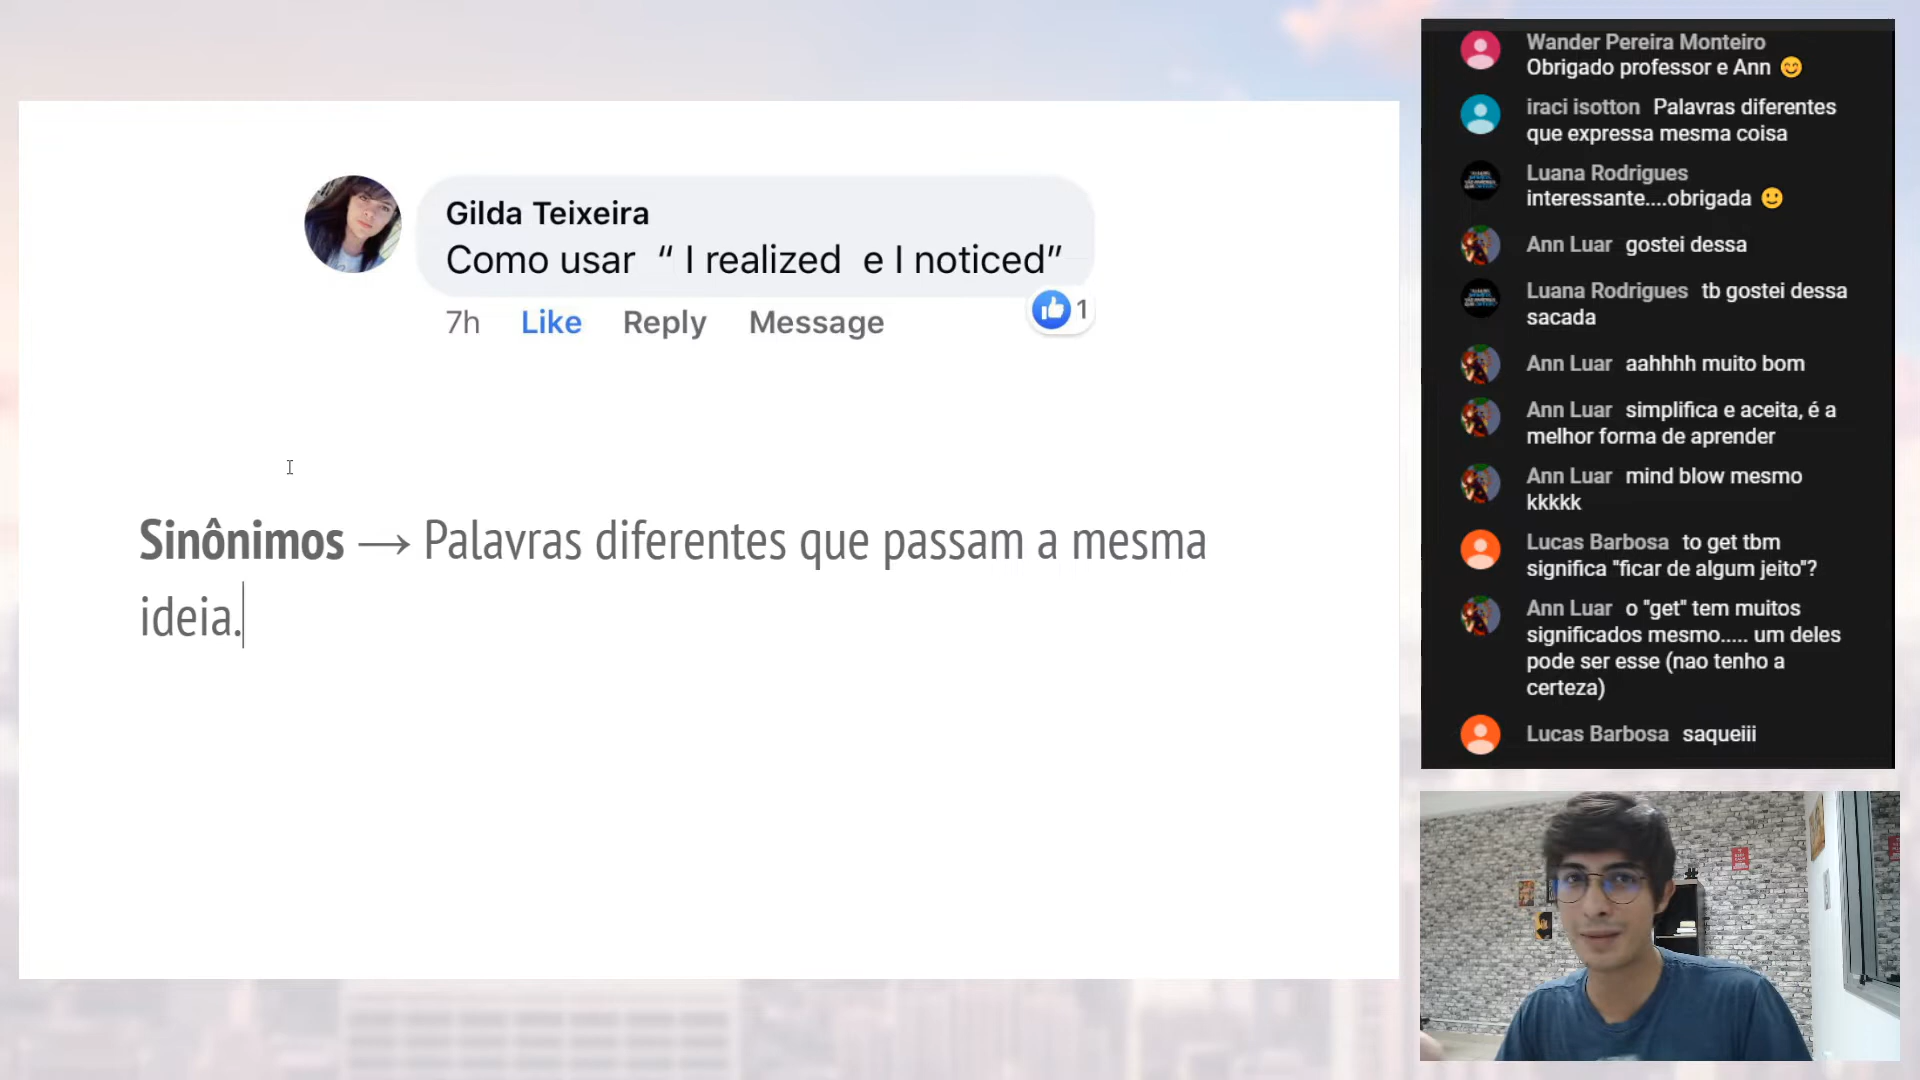 Gilda Teixeira
Como usar “ I realized e I noticed”
7h Like Reply Message 1
Sinônimos → Palavras diferentes que passam a mesma
ideia.
Wander Pereira Monteiro
Obrigado professor e Ann 😊
iraci isotton Palavras diferentes
que expressa mesma coisa
Luana Rodrigues
interessante....obrigada 🙂
Ann Luar gostei dessa
Luana Rodrigues tb gostei dessa
sacada
Ann Luar aahhhh muito bom
Ann Luar simplifica e aceita, é a
melhor forma de aprender
Ann Luar mind blow mesmo
kkkkk
Lucas Barbosa to get tbm
significa "ficar de algum jeito"?
Ann Luar o "get" tem muitos
significados mesmo..... um deles
pode ser esse (nao tenho a
certeza)
Lucas Barbosa saqueiii